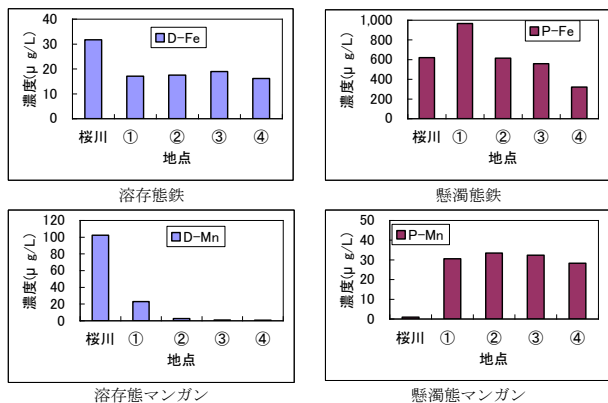 濃度(μg/L)
40
30
20
10
0
D-Fe
桜川 ① ② ③ ④
地点
溶存態鉄
濃度(μg/L)
1,000
800
600
400
200
0
P-Fe
桜川 ① ② ③ ④
地点
懸濁態鉄
濃度(μg/L)
120
100
80
60
40
20
0
D-Mn
桜川 ① ② ③ ④
地点
溶存態マンガン
濃度(μg/L)
50
40
30
20
10
0
P-Mn
桜川 ① ② ③ ④
地点
懸濁態マンガン